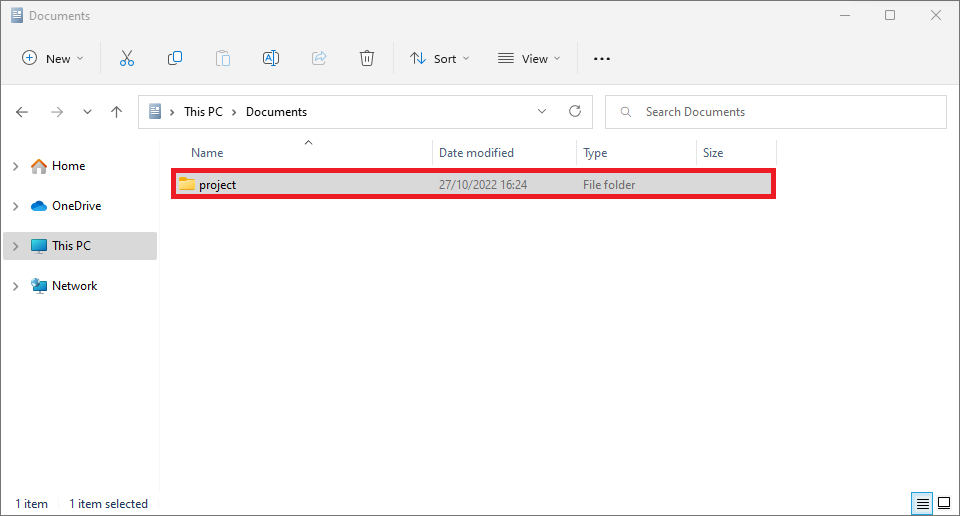 Documents
New Sort View
This PC Documents Search Documents
Name Date modified Type Size
project 27/10/2022 16:24 File folder
Home
OneDrive
This PC
Network
1 item 1 item selected